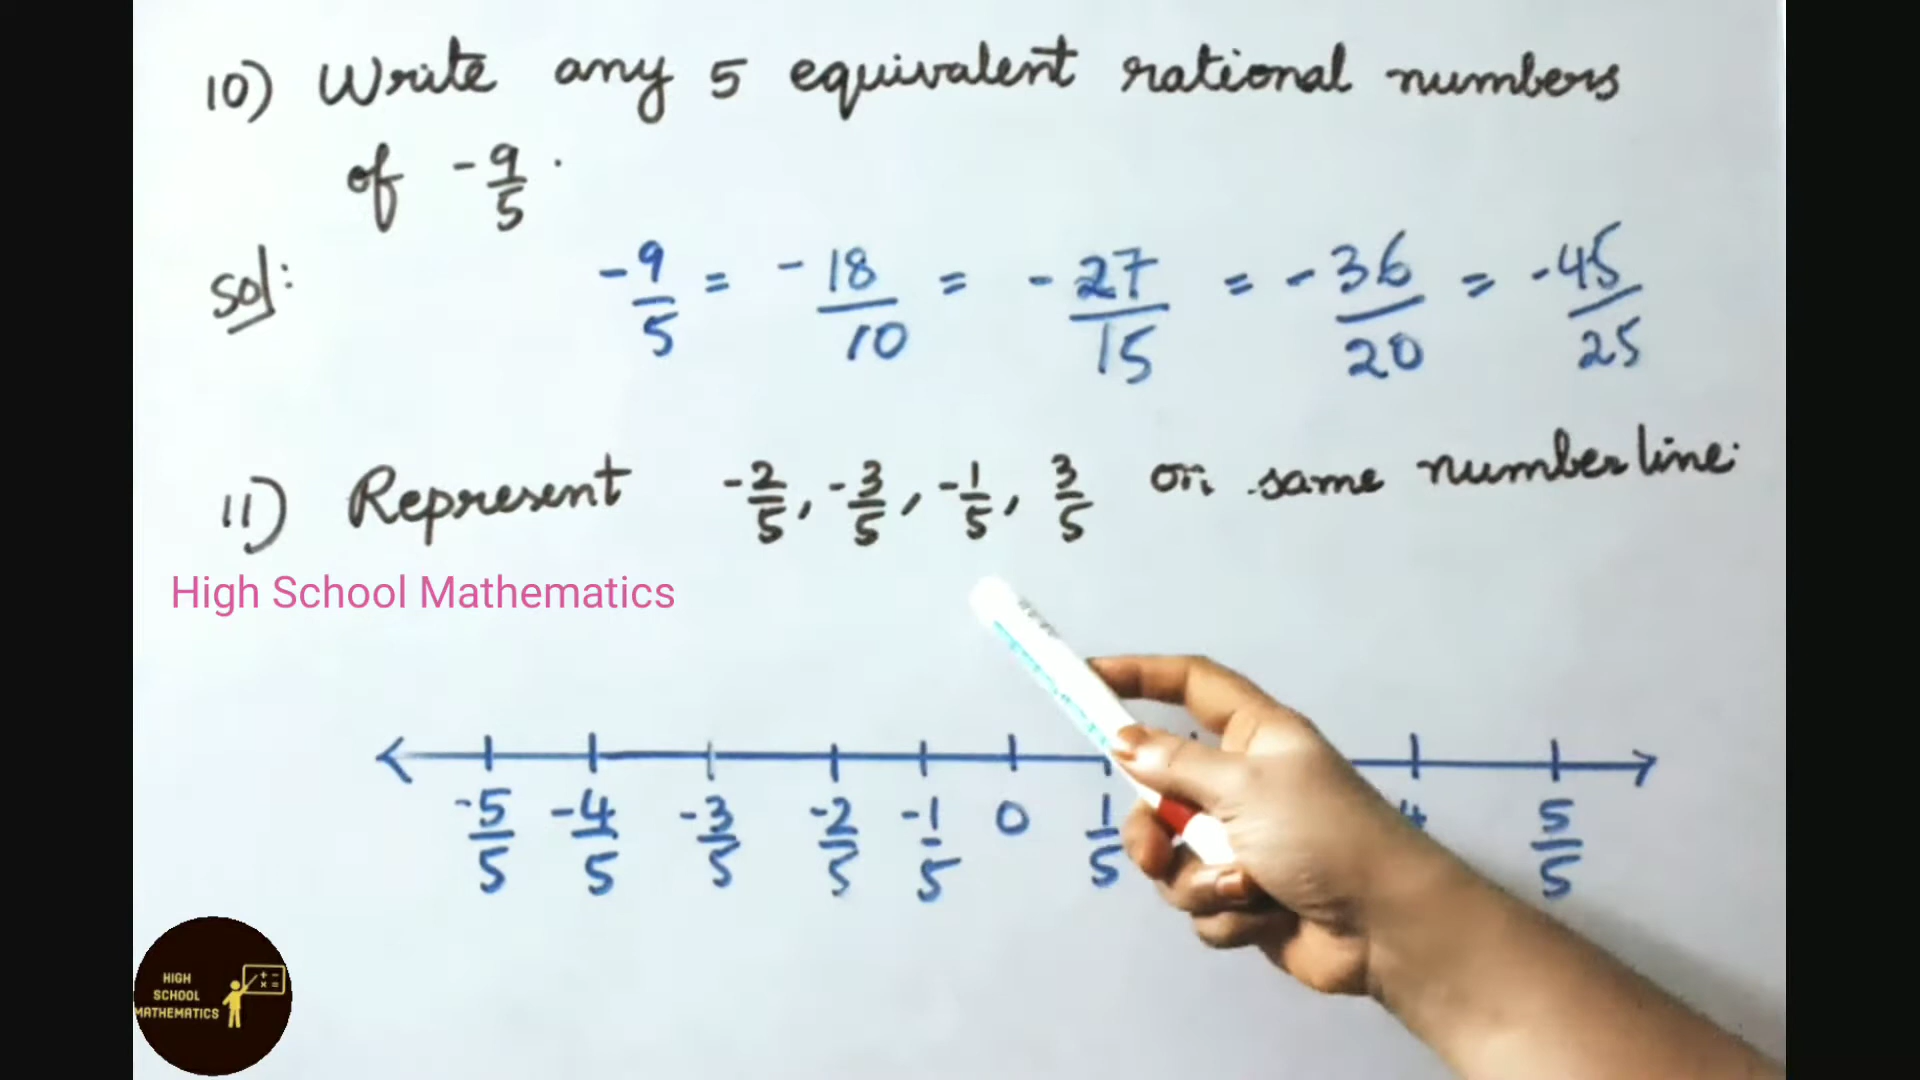 10) Write any 5 equivalent rational numbers
of -9/5.
Sol: -9/5 = -18/10 = -27/15 = -36/20 = -45/25
11) Represent -2/5, -3/5, -1/5, 3/5 on same number line.
High School Mathematics
-5/5 -4/5 -3/5 -2/5 -1/5 0 1/5 4 5/5
HIGH
SCHOOL
MATHEMATICS
+ -
× =